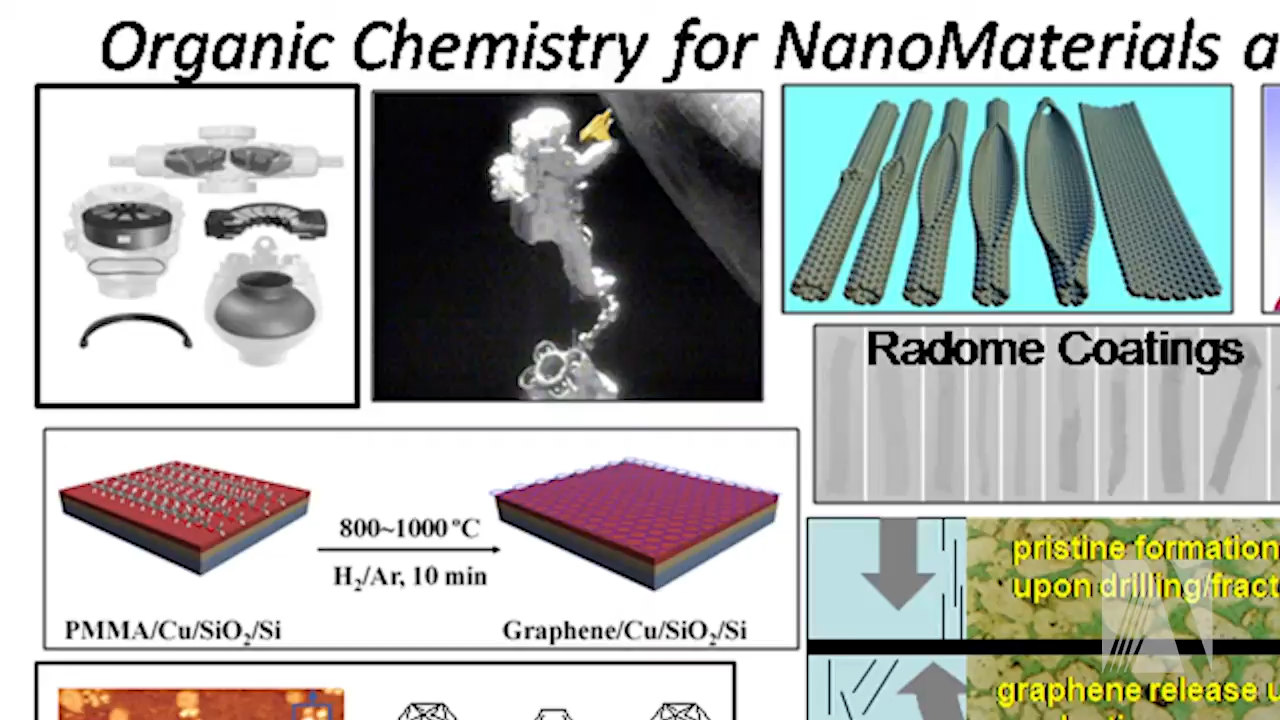 Organic Chemistry for NanoMaterials a
Radome Coatings
800~1000 °C
H₂/Ar, 10 min
PMMA/Cu/SiO₂/Si
Graphene/Cu/SiO₂/Si
pristine formation
upon drilling/fract
graphene release u